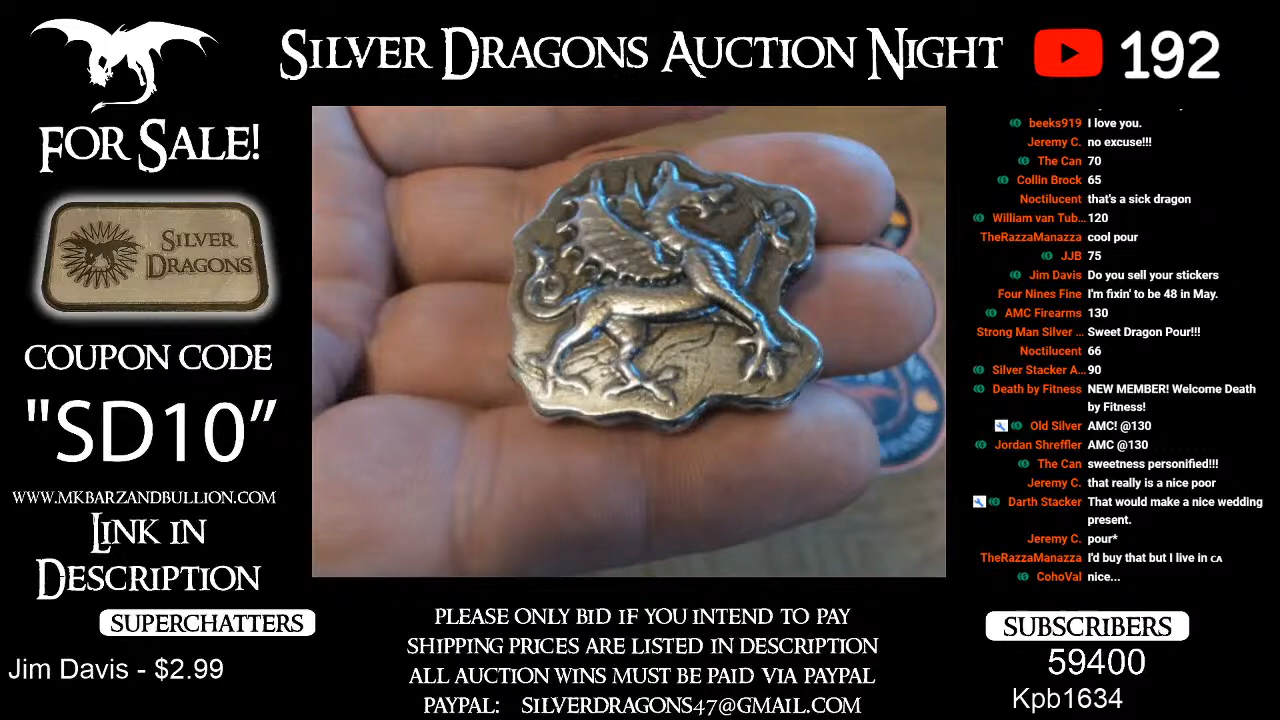 SILVER DRAGONS AUCTION NIGHT
192
FOR SALE!
SILVER
DRAGONS
COUPON CODE
"SD10”
WWW.MKBARZANDBULLION.COM
LINK IN
DESCRIPTION
SUPERCHATTERS
Jim Davis - $2.99
beeks919 I love you.
Jeremy C. no excuse!!!
The Can 70
Collin Brock 65
Noctilucent that's a sick dragon
William van Tub... 120
TheRazzaManazza cool pour
JJB 75
Jim Davis Do you sell your stickers
Four Nines Fine I'm fixin' to be 48 in May.
AMC Firearms 130
Strong Man Silver ... Sweet Dragon Pour!!!
Noctilucent 66
Silver Stacker A... 90
Death by Fitness NEW MEMBER! Welcome Death
by Fitness!
Old Silver AMC! @130
Jordan Shreffler AMC @130
The Can sweetness personified!!!
Jeremy C. that really is a nice poor
Darth Stacker That would make a nice wedding
present.
Jeremy C. pour*
TheRazzaManazza I'd buy that but I live in CA
CohoVal nice...
PLEASE ONLY BID IF YOU INTEND TO PAY
SHIPPING PRICES ARE LISTED IN DESCRIPTION
ALL AUCTION WINS MUST BE PAID VIA PAYPAL
PAYPAL: SILVERDRAGONS47@GMAIL.COM
SUBSCRIBERS
59400
Kpb1634